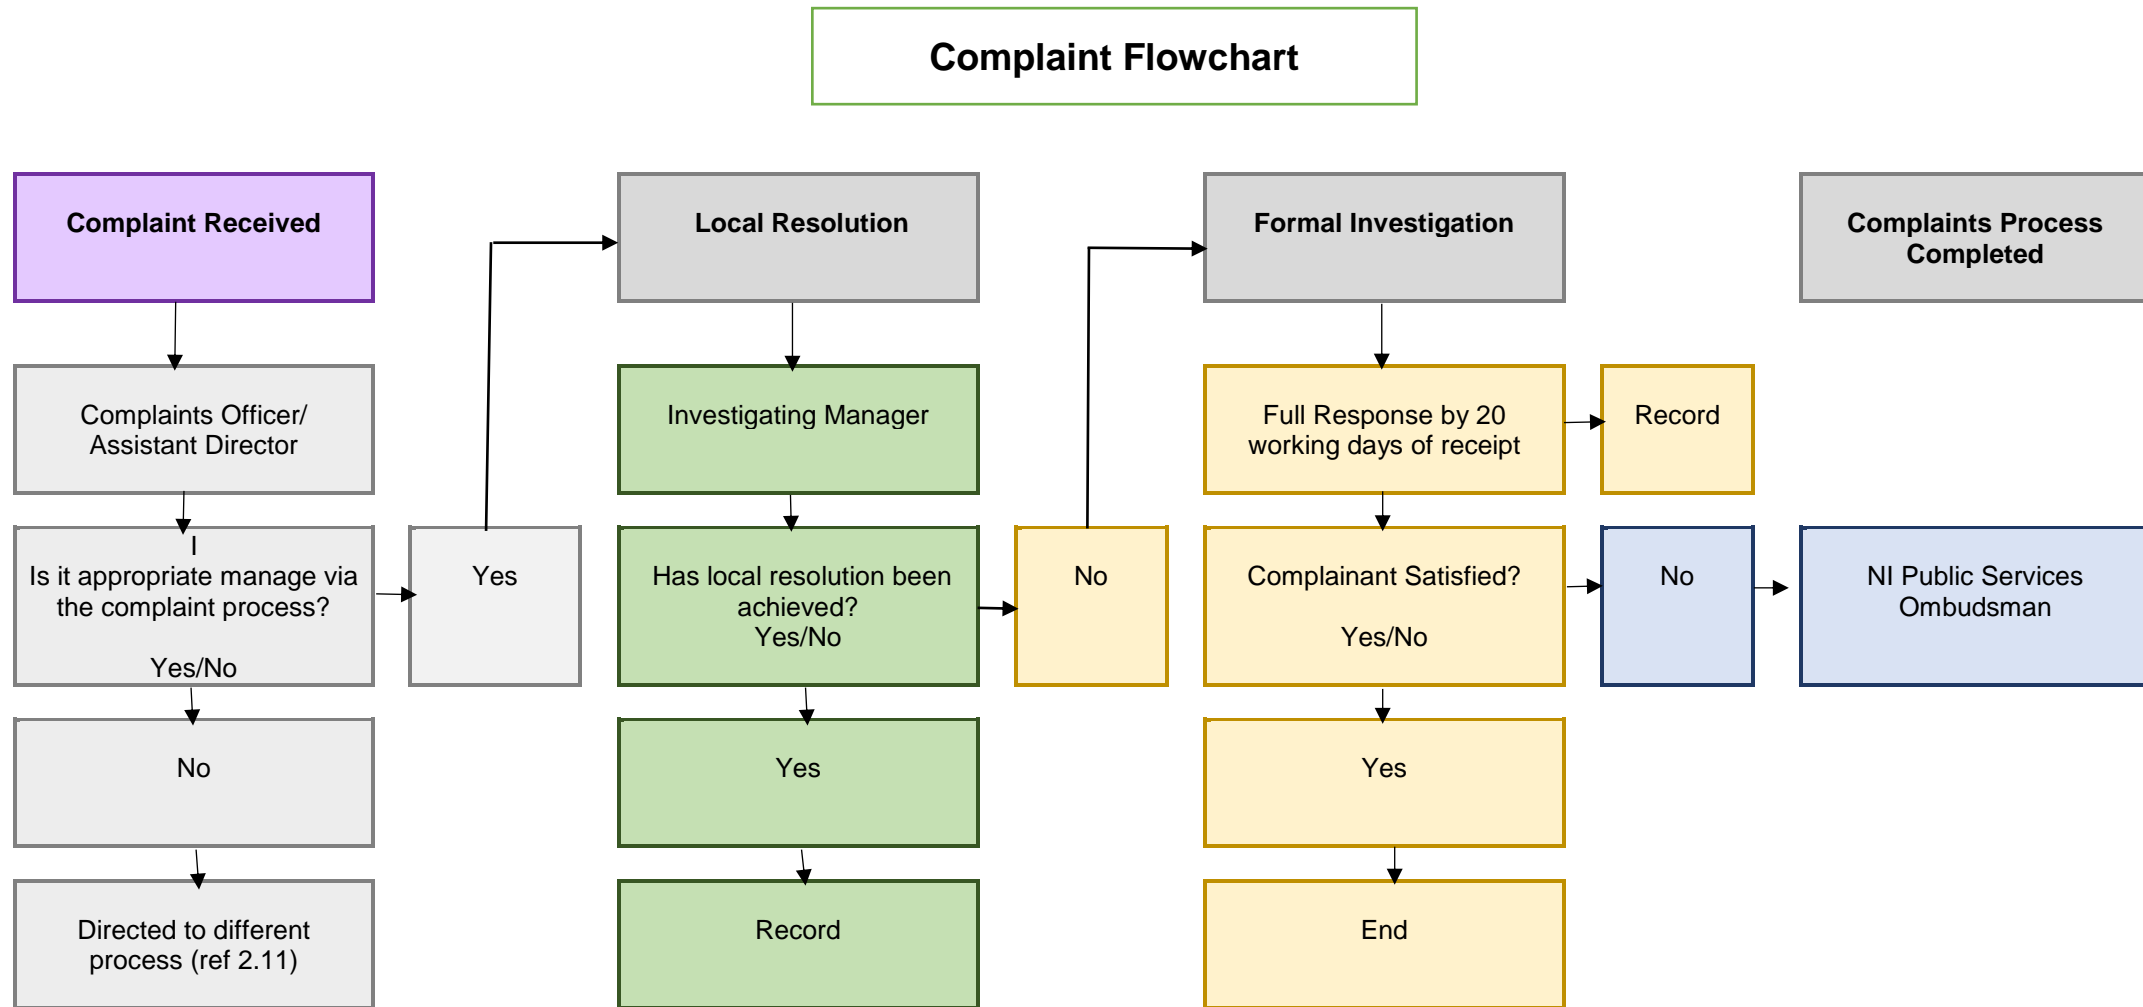 Complaint Flowchart
Complaint Received
Local Resolution
Formal Investigation
Complaints Process
Completed
Complaints Officer/
Assistant Director
Investigating Manager
Full Response by 20
working days of receipt
Record
I
Is it appropriate manage via
the complaint process?
Yes/No
Yes
Has local resolution been
achieved?
Yes/No
No
Complainant Satisfied?
Yes/No
No
NI Public Services
Ombudsman
No
Yes
Yes
Directed to different
process (ref 2.11)
Record
End